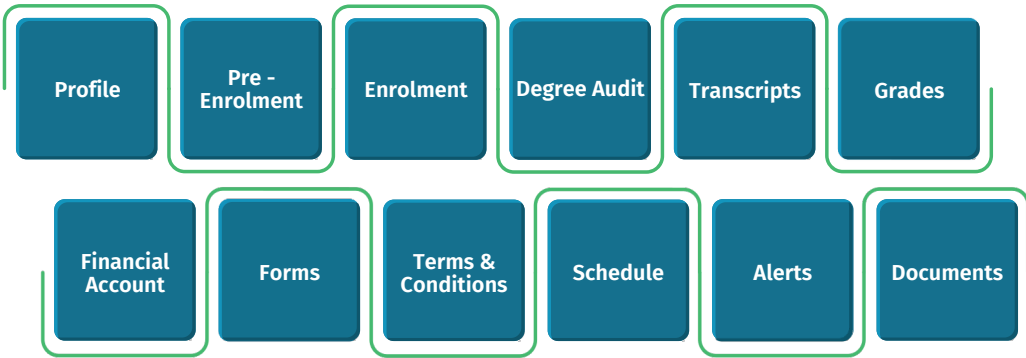 Profile
Pre -
Enrolment
Enrolment
Degree Audit
Transcripts
Grades
Financial
Account
Forms
Terms &
Conditions
Schedule
Alerts
Documents